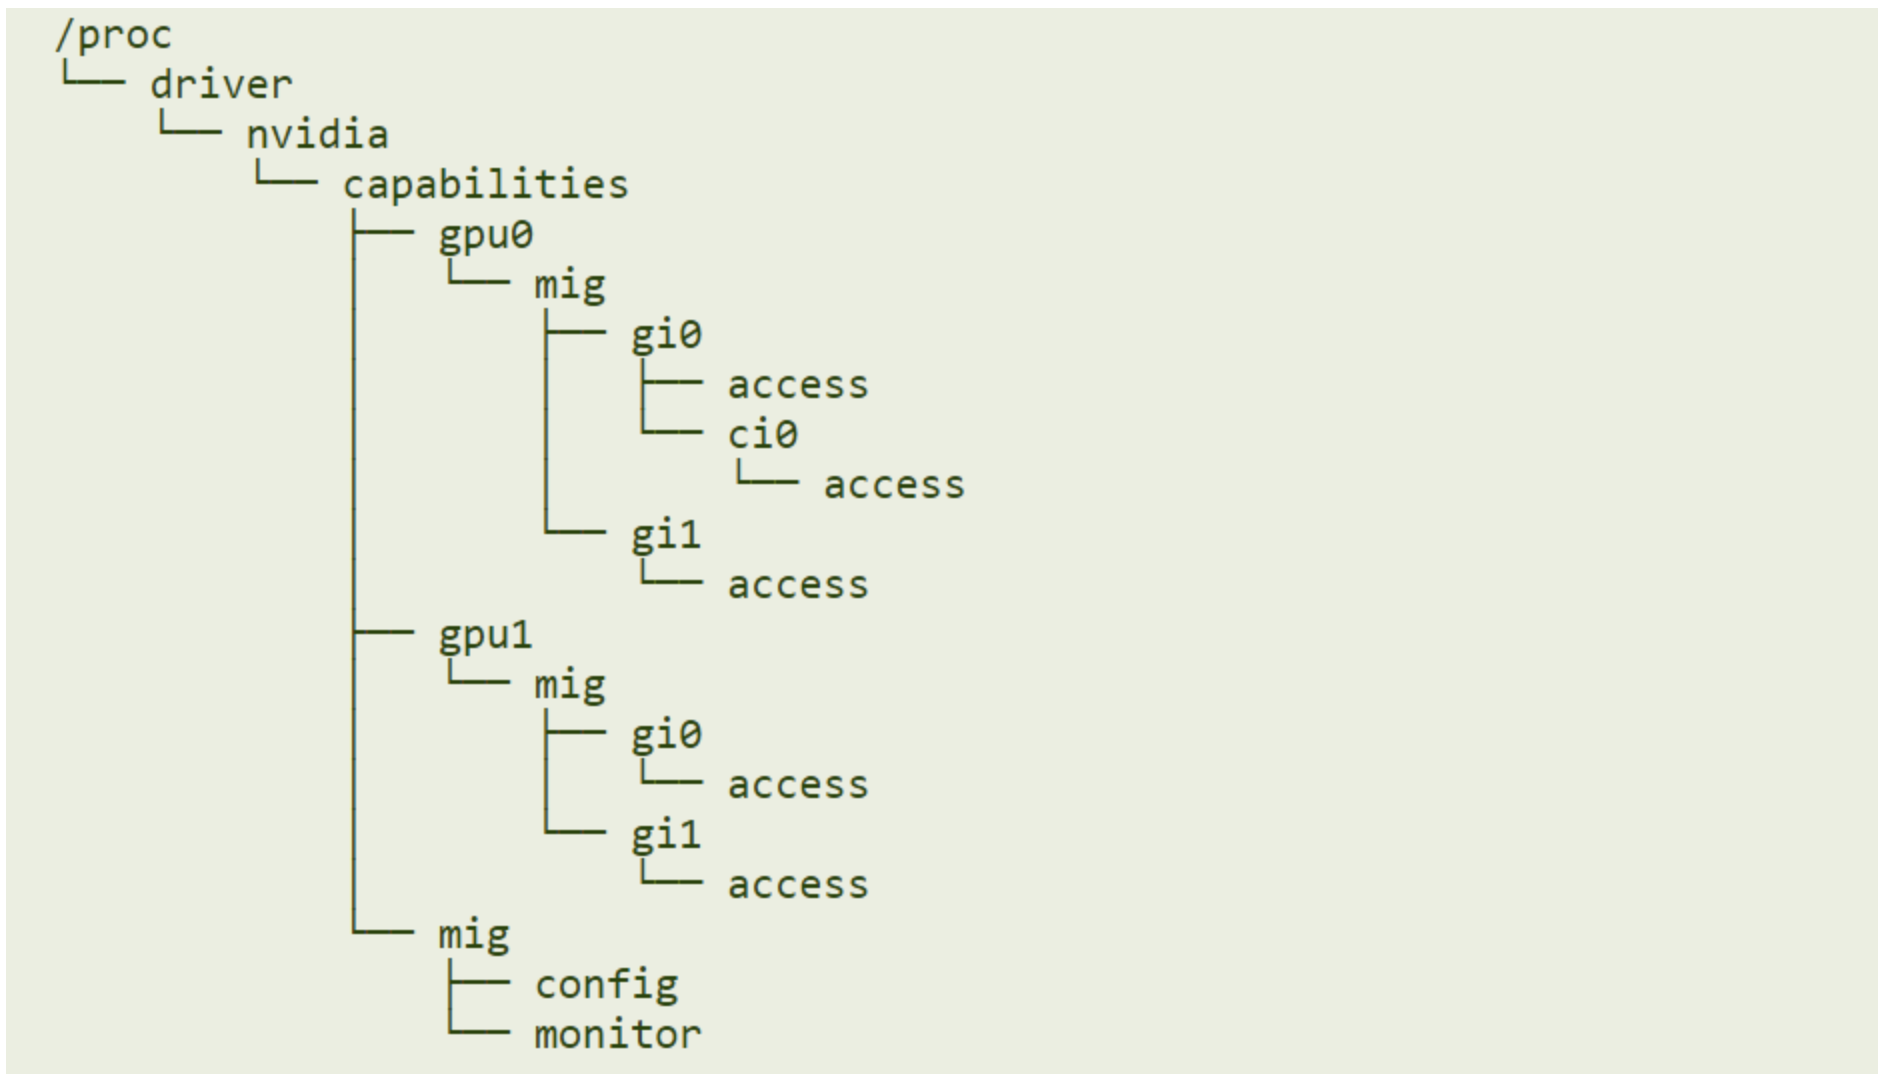 /proc
└── driver
    └── nvidia
        └── capabilities
            ├── gpu0
            │   └── mig
            │       ├── gi0
            │       │   ├── access
            │       │   └── ci0
            │       │       └── access
            │       └── gi1
            │           └── access
            ├── gpu1
            │   └── mig
            │       ├── gi0
            │       │   └── access
            │       └── gi1
            │           └── access
            └── mig
                ├── config
                └── monitor